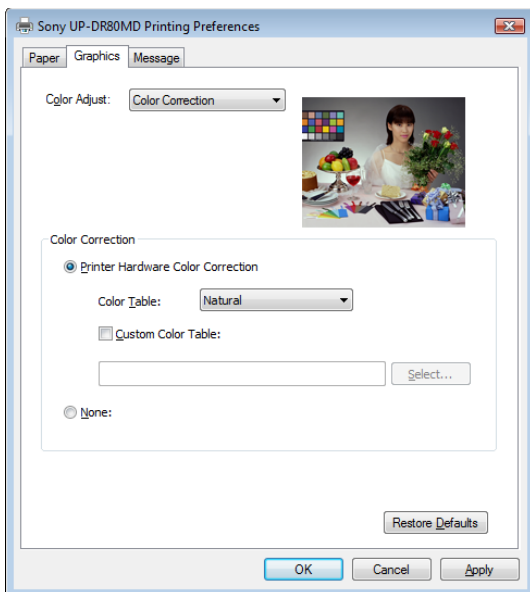 Sony UP-DR80MD Printing Preferences
Paper Graphics Message
Color Adjust: Color Correction
Color Correction
Printer Hardware Color Correction
Color Table: Natural
Custom Color Table:
Select...
None:
Restore Defaults
OK Cancel Apply